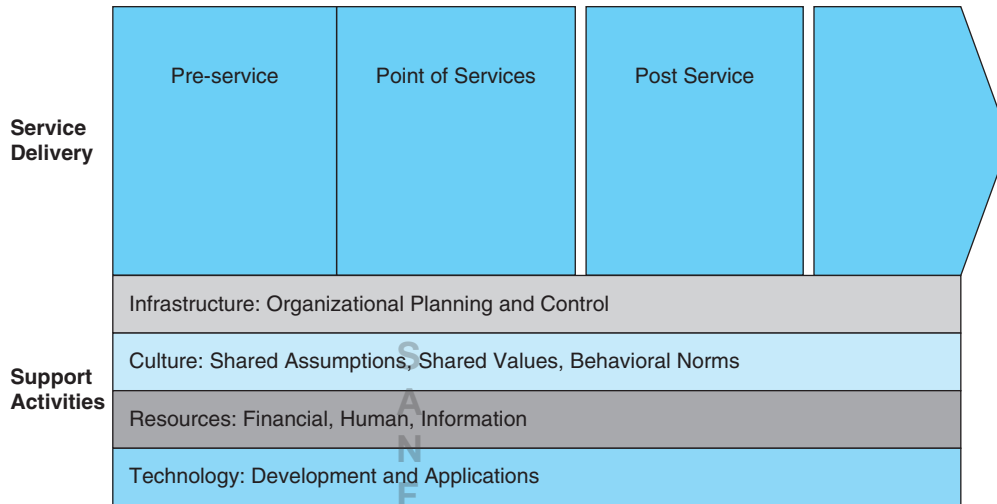 Pre-service
Point of Services
Post Service
Service
Delivery
Infrastructure: Organizational Planning and Control
Culture: Shared Assumptions, Shared Values, Behavioral Norms
Support
Activities
Resources: Financial, Human, Information
Technology: Development and Applications
S
A
N